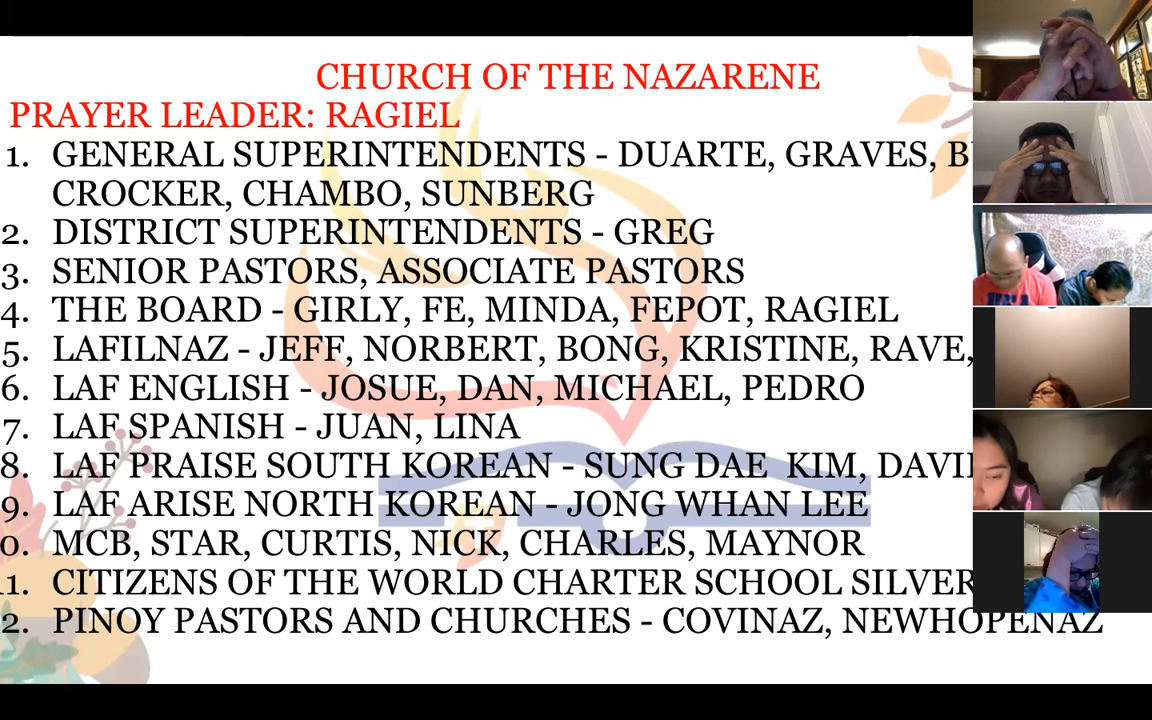 CHURCH OF THE NAZARENE
PRAYER LEADER: RAGIEL
1. GENERAL SUPERINTENDENTS - DUARTE, GRAVES,
CROCKER, CHAMBO, SUNBERG
2. DISTRICT SUPERINTENDENTS - GREG
3. SENIOR PASTORS, ASSOCIATE PASTORS
4. THE BOARD - GIRLY, FE, MINDA, FEPOT, RAGIEL
5. LAFILNAZ - JEFF, NORBERT, BONG, KRISTINE, RAVE,
6. LAF ENGLISH - JOSUE, DAN, MICHAEL, PEDRO
7. LAF SPANISH - JUAN, LINA
8. LAF PRAISE SOUTH KOREAN - SUNG DAE KIM,
9. LAF ARISE NORTH KOREAN - JONG WHAN LEE
0. MCB, STAR, CURTIS, NICK, CHARLES, MAYNOR
1. CITIZENS OF THE WORLD CHARTER SCHOOL
2. PINOY PASTORS AND CHURCHES - COVINAZ, NEWHOPENAZ